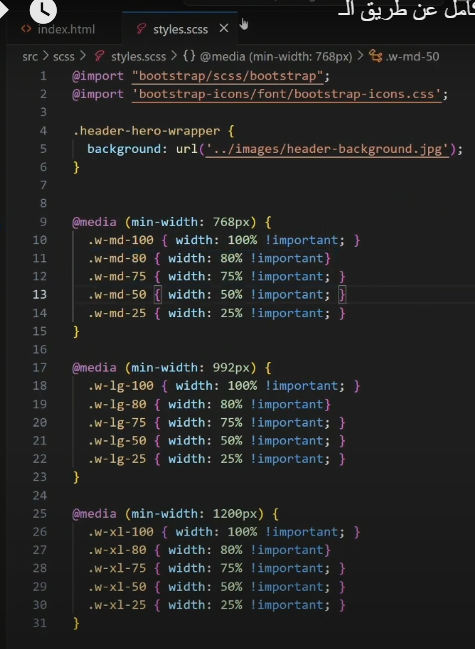 كامل عن طريق الـ
index.html
styles.scss
src > scss > styles.scss > {} @media (min-width: 768px) > .w-md-50
1 @import "bootstrap/scss/bootstrap";
2 @import 'bootstrap-icons/font/bootstrap-icons.css';
3
4 .header-hero-wrapper {
5 background: url('../images/header-background.jpg');
6 }
7
8
9 @media (min-width: 768px) {
10 .w-md-100 { width: 100% !important; }
11 .w-md-80 { width: 80% !important}
12 .w-md-75 { width: 75% !important; }
13 .w-md-50 { width: 50% !important; }
14 .w-md-25 { width: 25% !important; }
15 }
16
17 @media (min-width: 992px) {
18 .w-lg-100 { width: 100% !important; }
19 .w-lg-80 { width: 80% !important}
20 .w-lg-75 { width: 75% !important; }
21 .w-lg-50 { width: 50% !important; }
22 .w-lg-25 { width: 25% !important; }
23 }
24
25 @media (min-width: 1200px) {
26 .w-xl-100 { width: 100% !important; }
27 .w-xl-80 { width: 80% !important}
28 .w-xl-75 { width: 75% !important; }
29 .w-xl-50 { width: 50% !important; }
30 .w-xl-25 { width: 25% !important; }
31 }